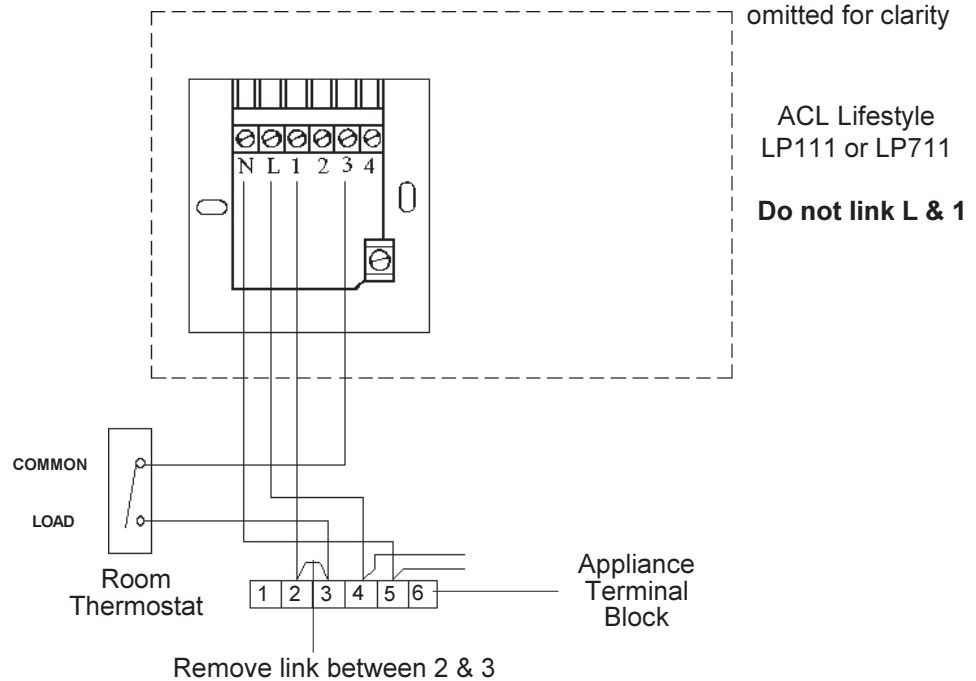 omitted for clarity
ACL Lifestyle
LP111 or LP711
Do not link L & 1
N L 1 2 3 4
COMMON
LOAD
Room
Thermostat
1 2 3 4 5 6
Appliance
Terminal
Block
Remove link between 2 & 3